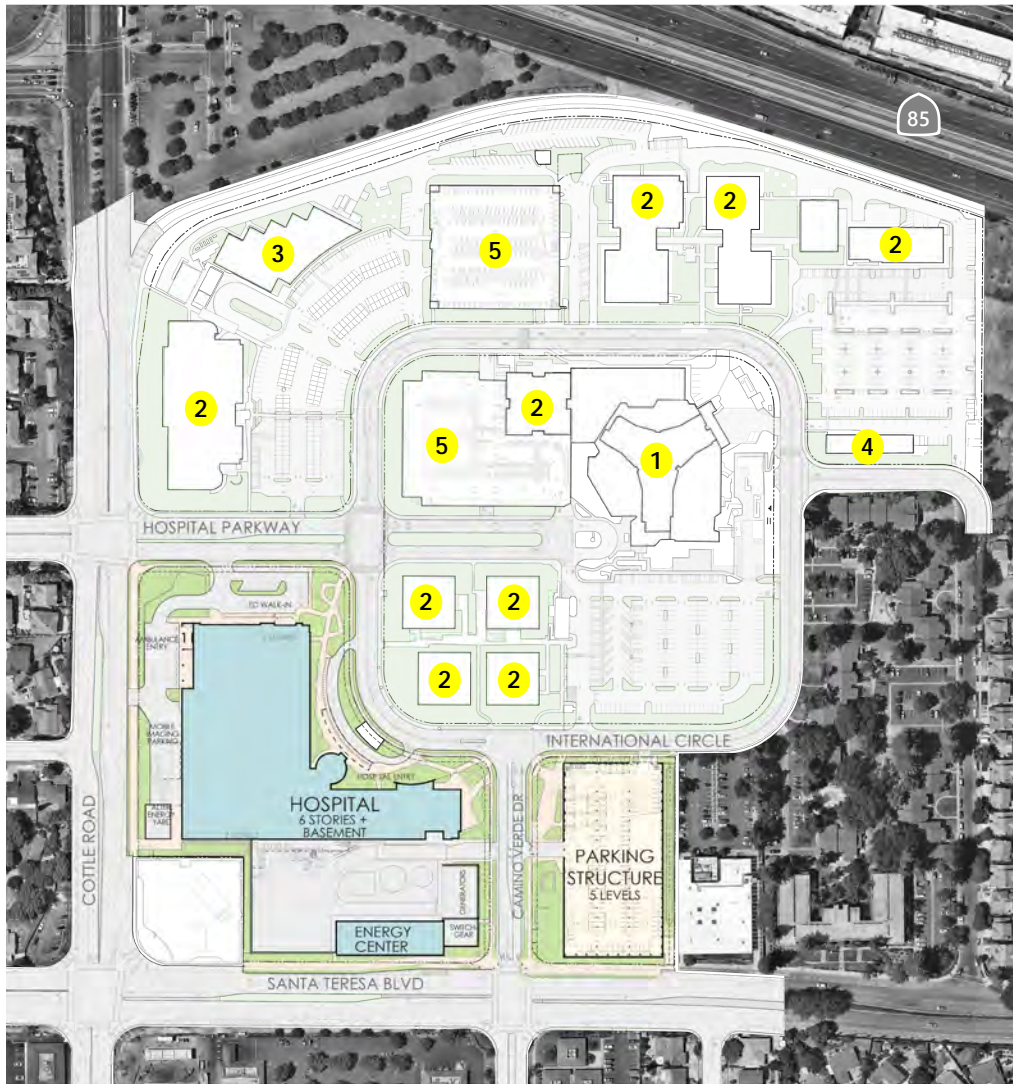 85
2
2
3
5
2
2
2
5
1
4
HOSPITAL PARKWAY
2
2
ED WALK-IN
AMBULANCE
ENTRY
2
2
MOBILE
IMAGING
PARKING
INTERNATIONAL CIRCLE
HOSPITAL ENTRY
HOSPITAL
6 STORIES +
BASEMENT
ENERGY
YARD
COTTLE ROAD
CAMINO VERDE DR
PARKING
STRUCTURE
5 LEVELS
GENERATORS
ENERGY
CENTER
SWITCH
GEAR
SANTA TERESA BLVD